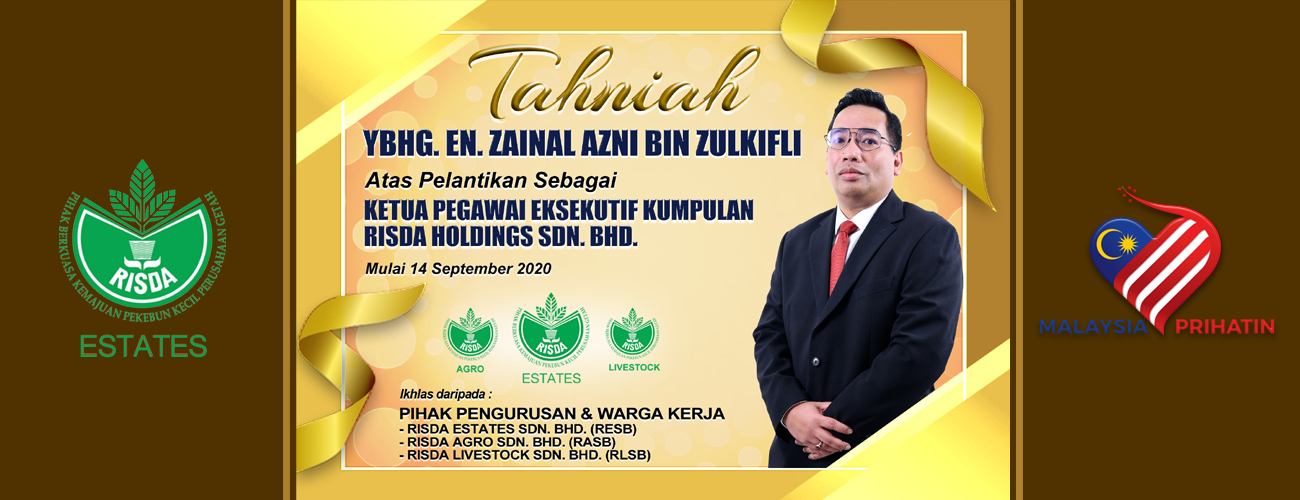 PIHAK BERKUASA KEMAJUAN PEKEBUN KECIL PERUSAHAAN GETAH
RISDA
ESTATES
Tahniah
YBHG. EN. ZAINAL AZNI BIN ZULKIFLI
Atas Pelantikan Sebagai
KETUA PEGAWAI EKSEKUTIF KUMPULAN
RISDA HOLDINGS SDN. BHD.
Mulai 14 September 2020
RISDA
AGRO
RISDA
ESTATES
RISDA
LIVESTOCK
Ikhlas daripada :
PIHAK PENGURUSAN & WARGA KERJA
- RISDA ESTATES SDN. BHD. (RESB)
- RISDA AGRO SDN. BHD. (RASB)
- RISDA LIVESTOCK SDN. BHD. (RLSB)
MALAYSIA PRIHATIN